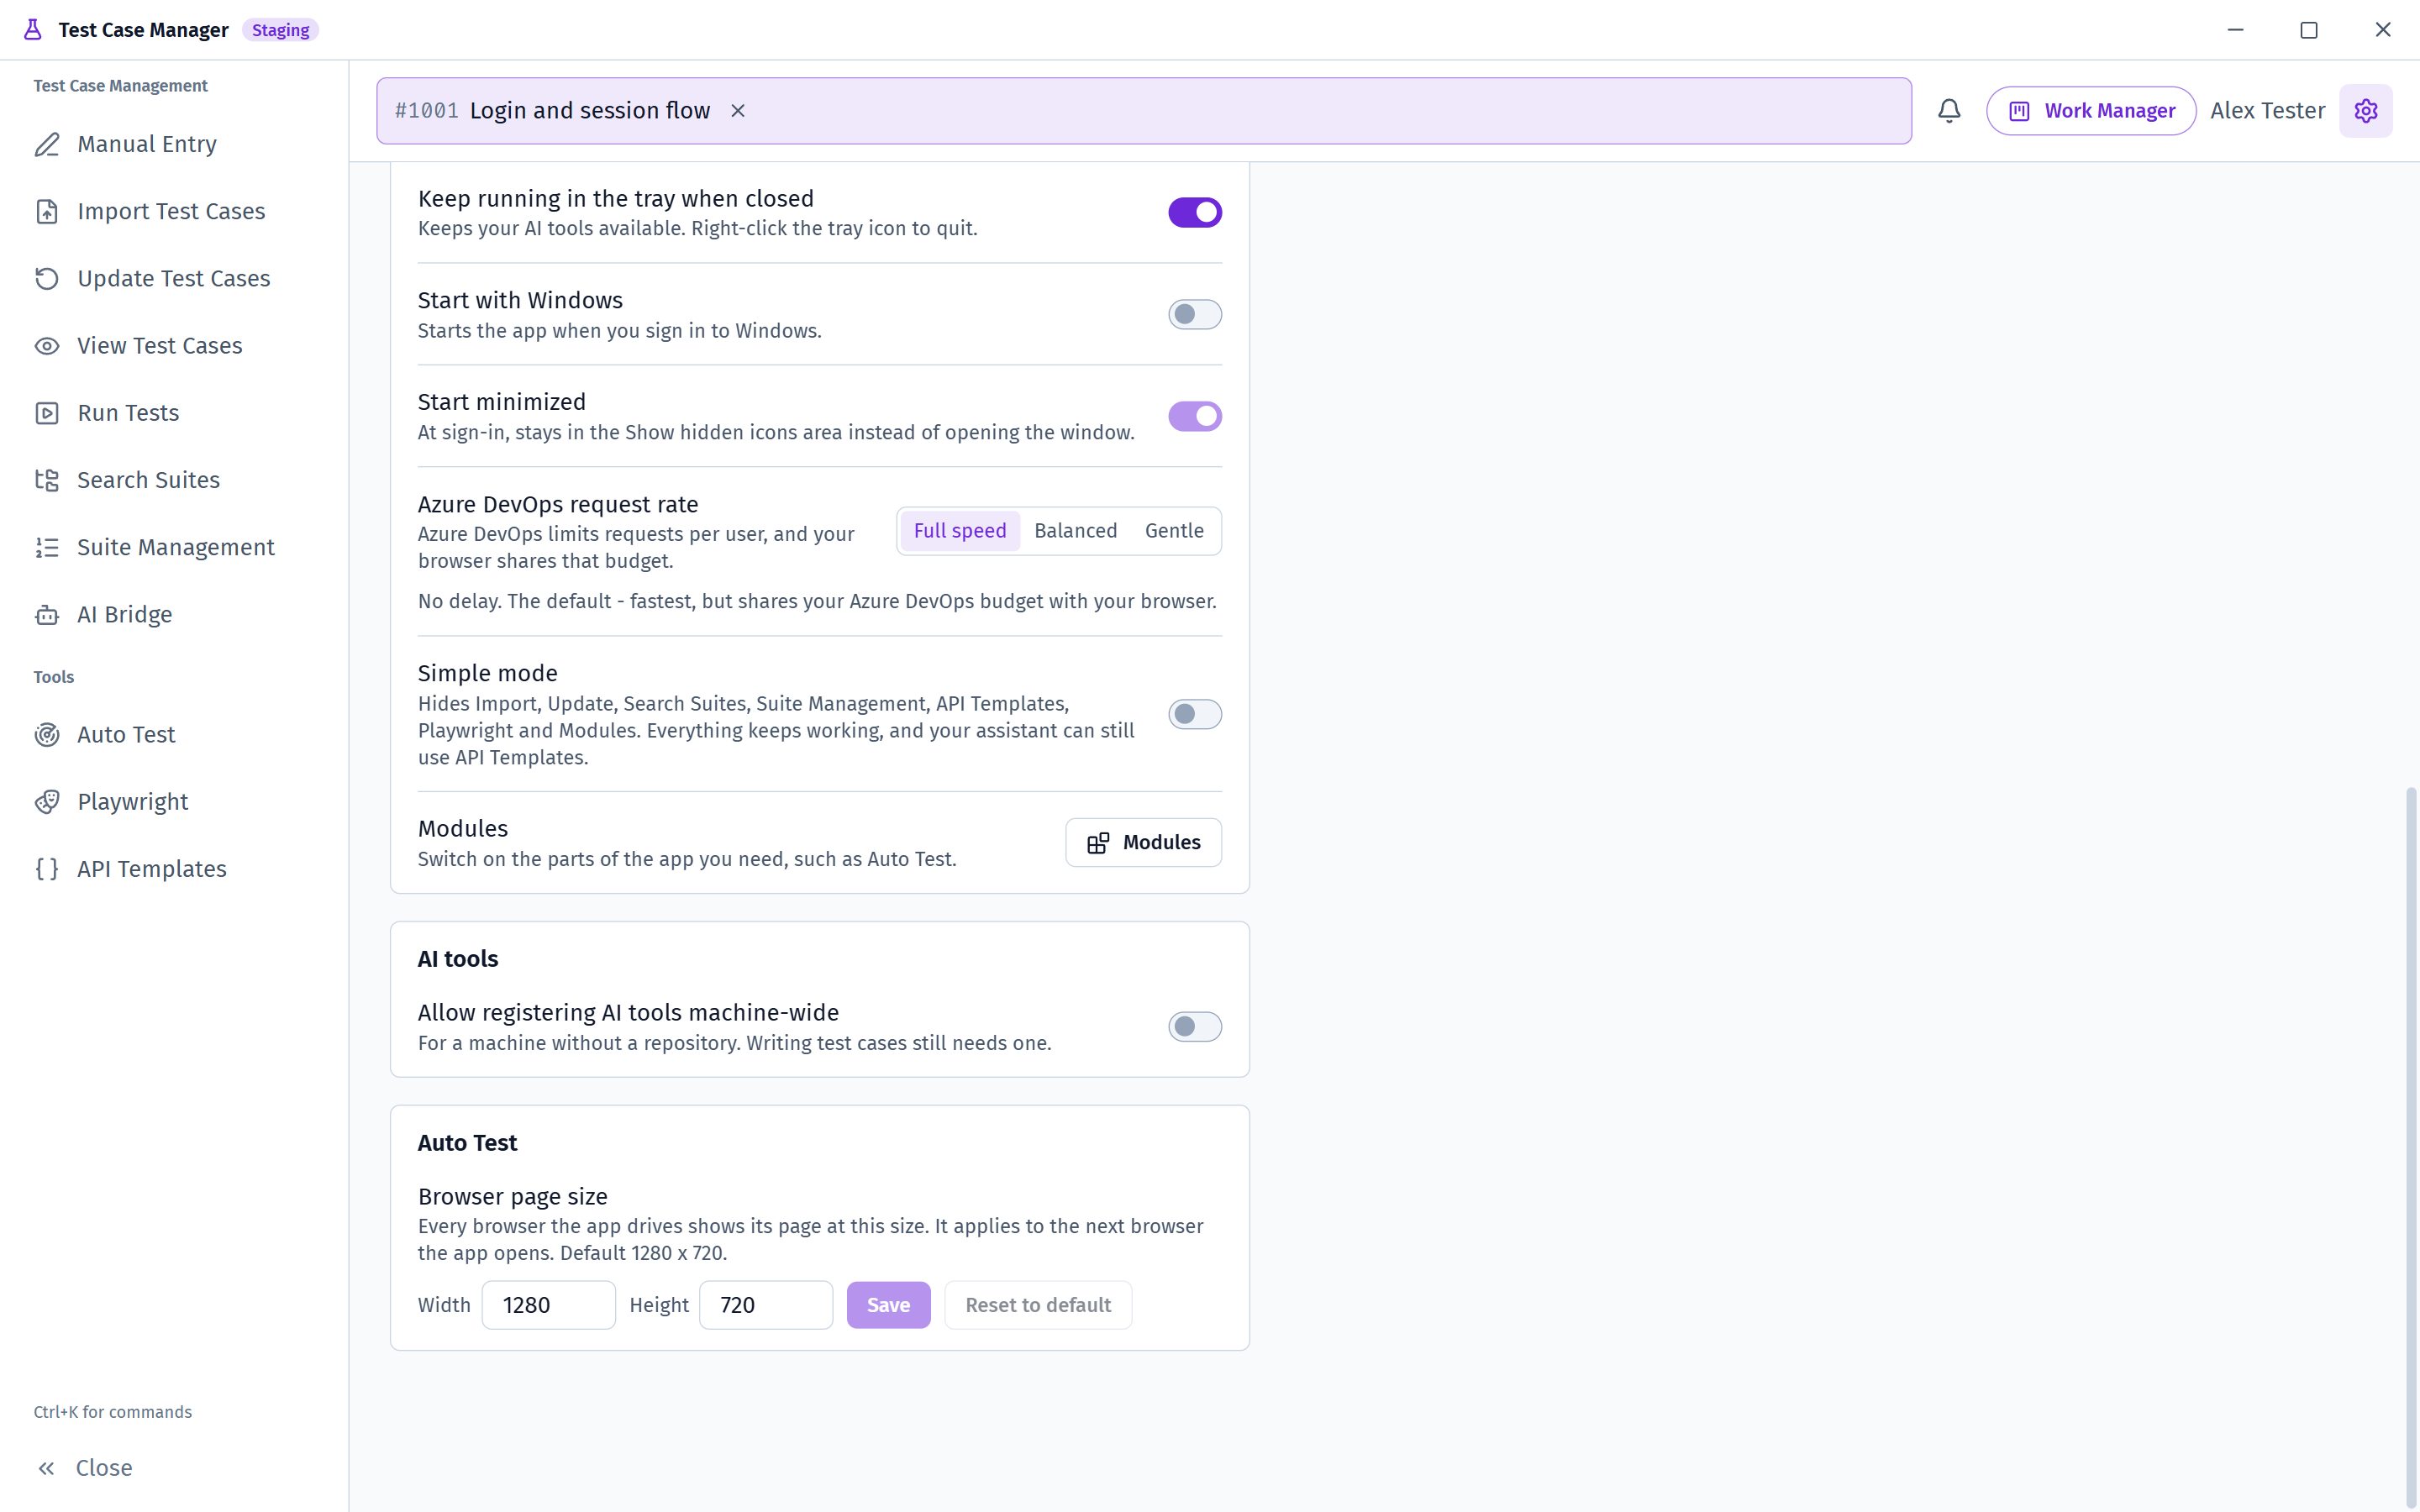 Test Case Manager Staging
Test Case Management
Manual Entry
Import Test Cases
Update Test Cases
View Test Cases
Run Tests
Search Suites
Suite Management
AI Bridge
Tools
Auto Test
Playwright
API Templates
Ctrl+K for commands
Close
#1001 Login and session flow
Work Manager
Alex Tester
Keep running in the tray when closed
Keeps your AI tools available. Right-click the tray icon to quit.
Start with Windows
Starts the app when you sign in to Windows.
Start minimized
At sign-in, stays in the Show hidden icons area instead of opening the window.
Azure DevOps request rate
Azure DevOps limits requests per user, and your
browser shares that budget.
Full speed Balanced Gentle
No delay. The default - fastest, but shares your Azure DevOps budget with your browser.
Simple mode
Hides Import, Update, Search Suites, Suite Management, API Templates,
Playwright and Modules. Everything keeps working, and your assistant can still
use API Templates.
Modules
Switch on the parts of the app you need, such as Auto Test.
Modules
AI tools
Allow registering AI tools machine-wide
For a machine without a repository. Writing test cases still needs one.
Auto Test
Browser page size
Every browser the app drives shows its page at this size. It applies to the next browser
the app opens. Default 1280 x 720.
Width 1280 Height 720 Save Reset to default